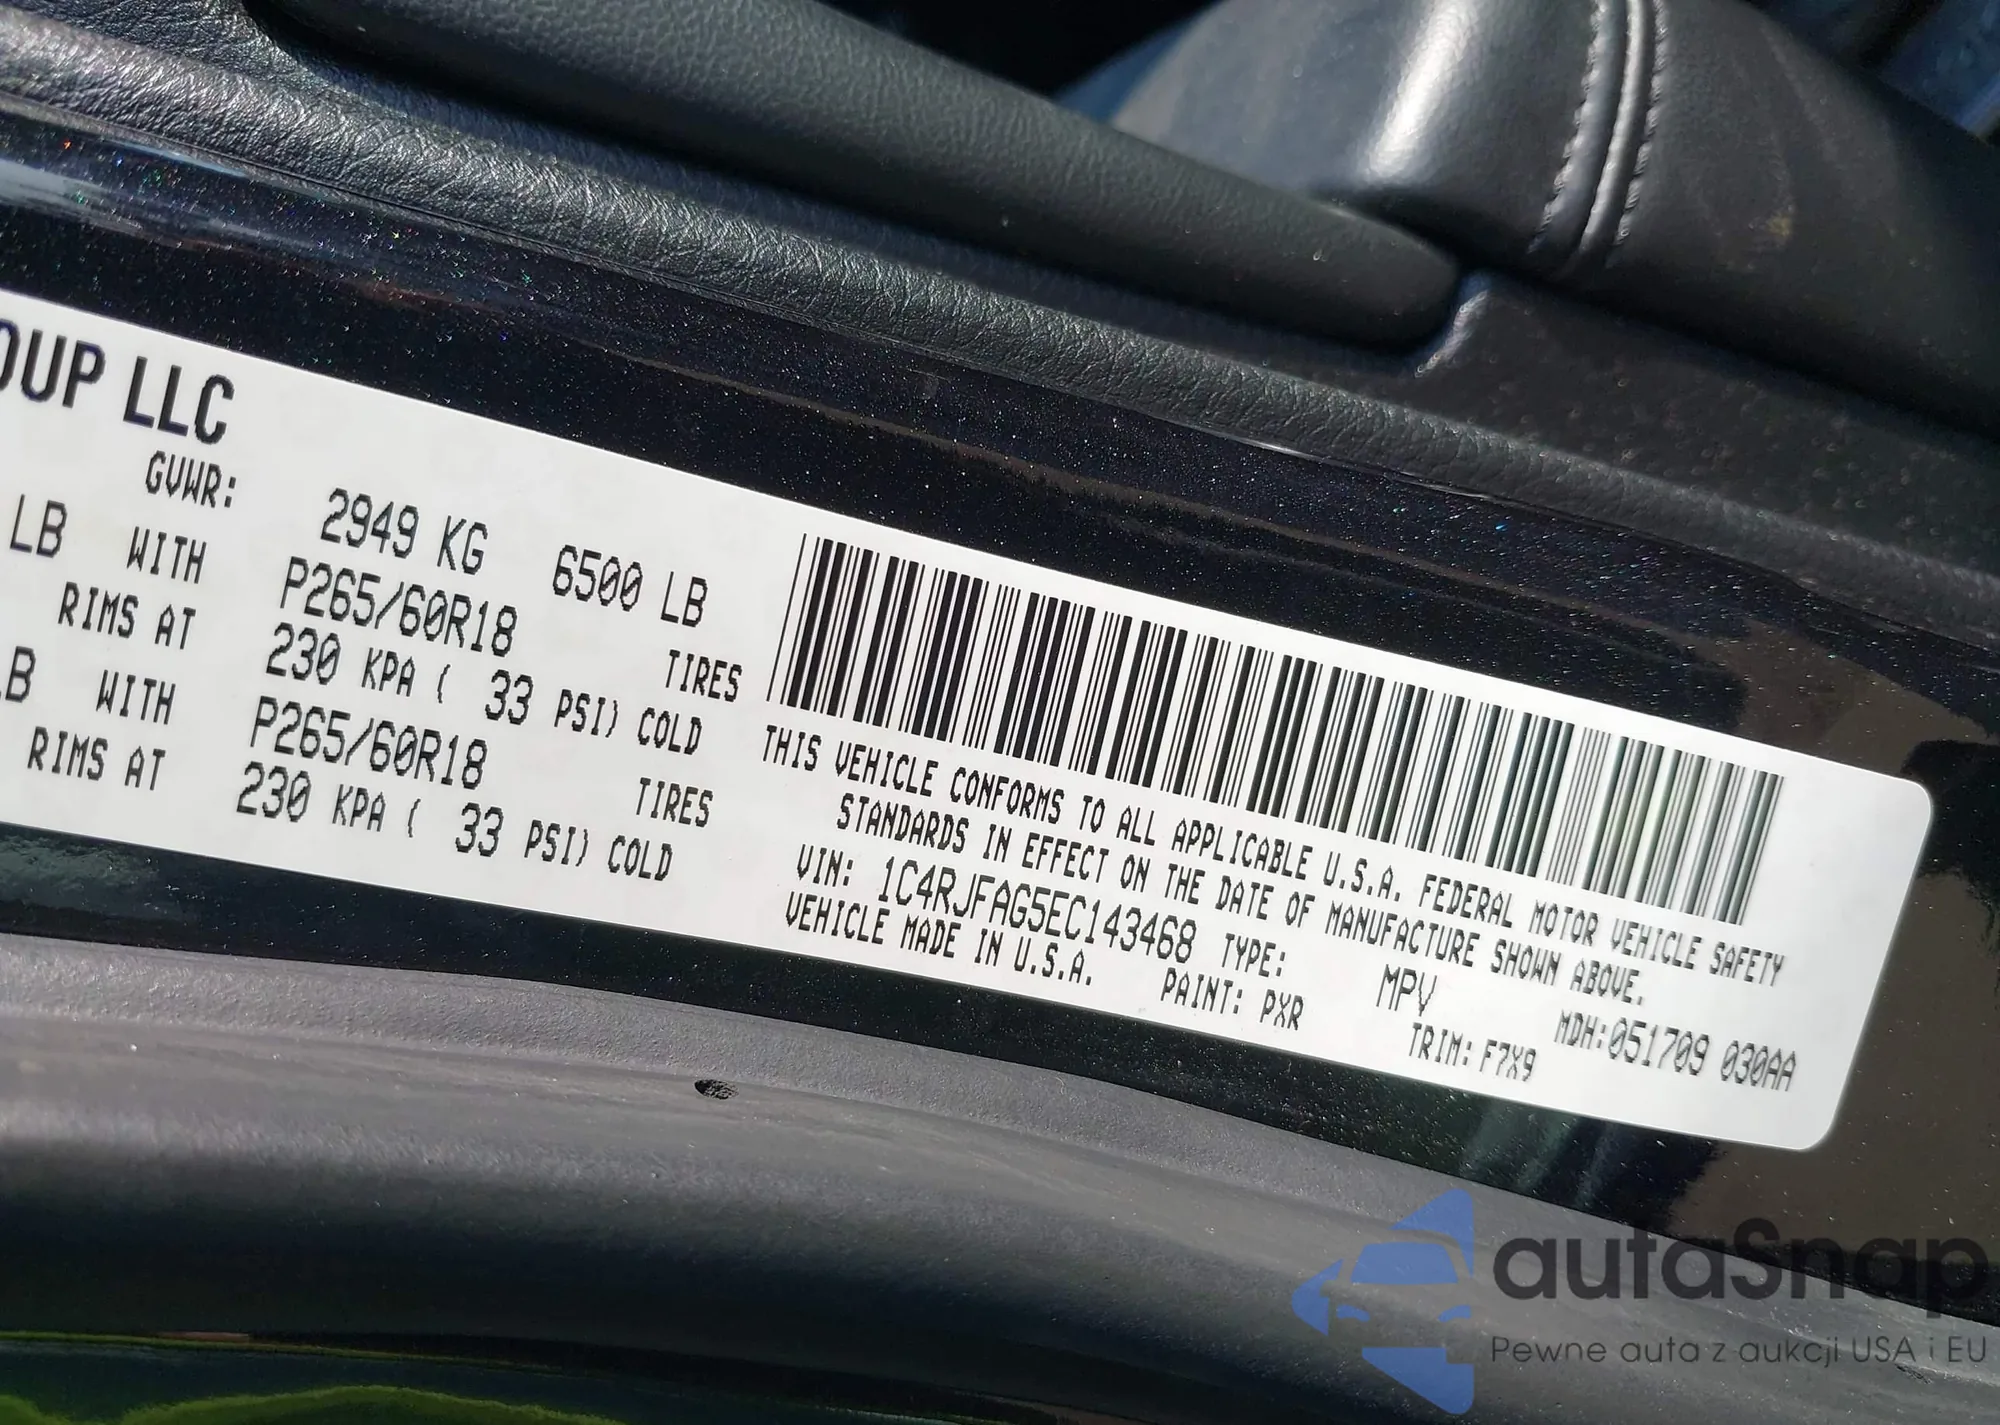 OUP LLC
GVWR: 2949 KG 6500 LB
LB WITH P265/60R18 TIRES
RIMS AT 230 KPA ( 33 PSI) COLD
LB WITH P265/60R18 TIRES
RIMS AT 230 KPA ( 33 PSI) COLD
THIS VEHICLE CONFORMS TO ALL APPLICABLE U.S.A. FEDERAL MOTOR VEHICLE SAFETY
STANDARDS IN EFFECT ON THE DATE OF MANUFACTURE SHOWN ABOVE.
VIN: 1C4RJFAG5EC143468 TYPE: MPV MDH:051709 030AA
VEHICLE MADE IN U.S.A. PAINT: PXR TRIM: F7X9
autaSnap
Pewne auta z aukcji USA i EU